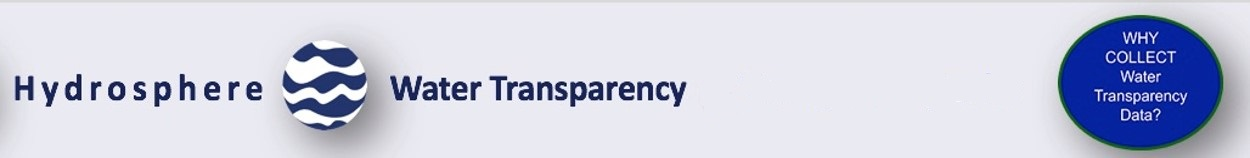 Hydrosphere Water Transparency
WHY
COLLECT
Water
Transparency
Data?